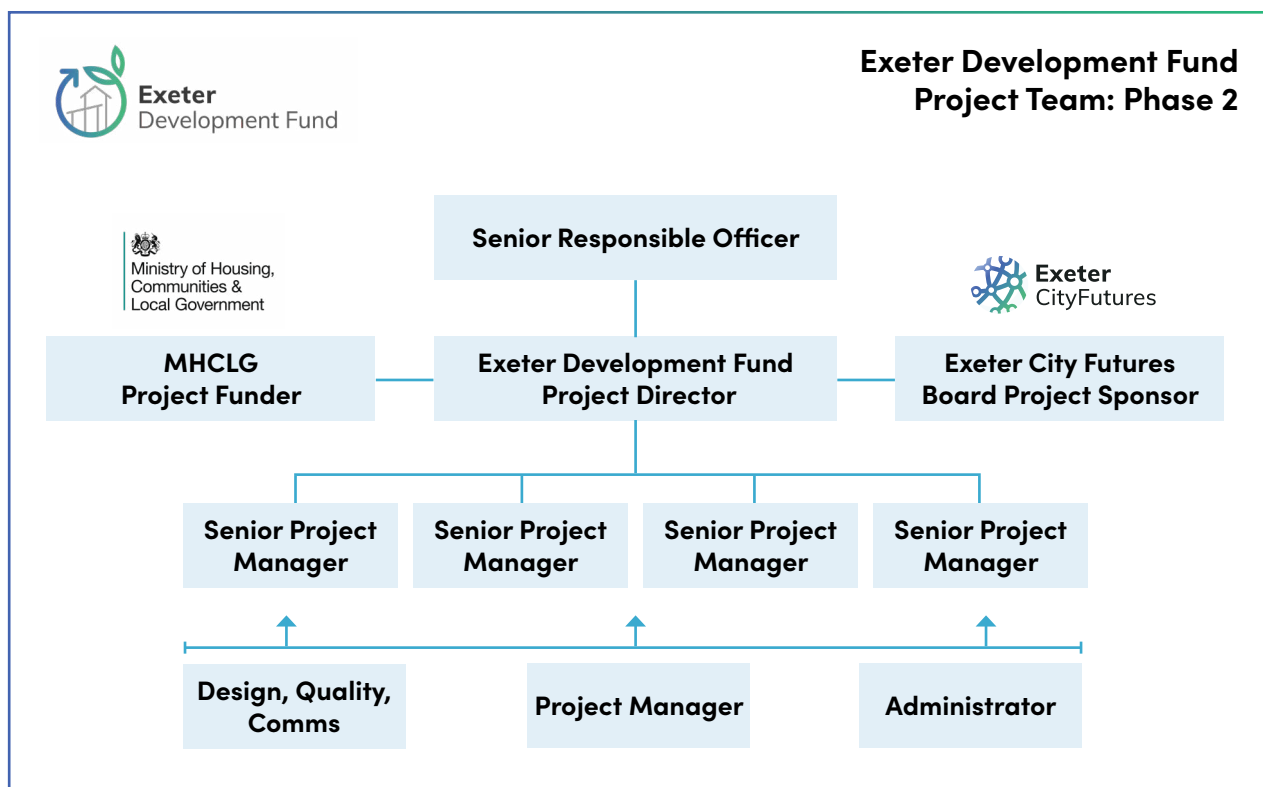 Exeter
Development Fund
Exeter Development Fund
Project Team: Phase 2
Senior Responsible Officer
Ministry of Housing,
Communities &
Local Government
Exeter
CityFutures
MHCLG
Project Funder
Exeter Development Fund
Project Director
Exeter City Futures
Board Project Sponsor
Senior Project
Manager
Senior Project
Manager
Senior Project
Manager
Senior Project
Manager
Design, Quality,
Comms
Project Manager
Administrator